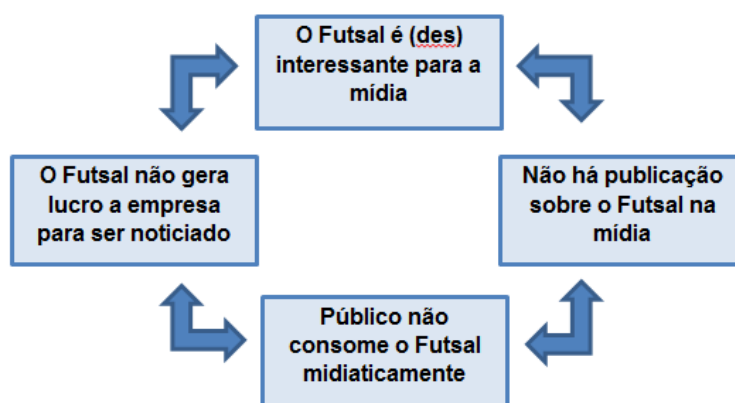 O Futsal é (des)
interessante para a
mídia
O Futsal não gera
lucro a empresa
para ser noticiado
Não há publicação
sobre o Futsal na
mídia
Público não
consome o Futsal
midiaticamente